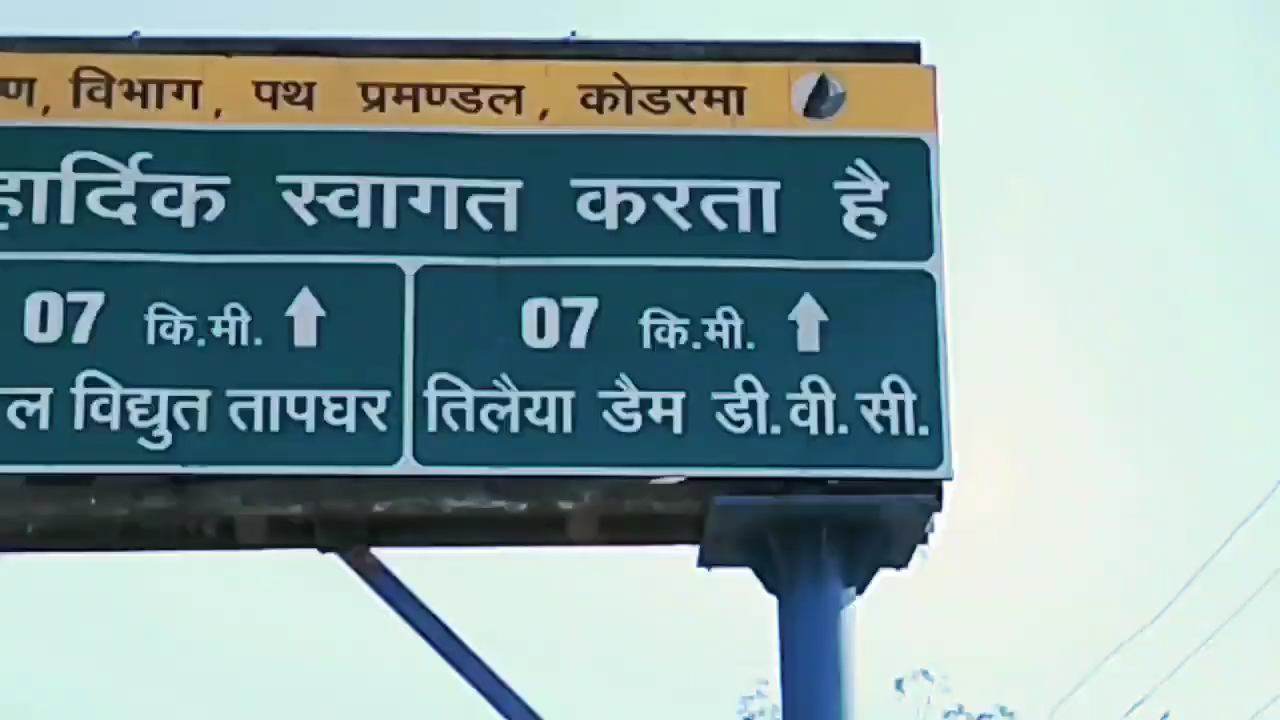 विभाग, पथ प्रमण्डल, कोडरमा
हार्दिक स्वागत करता है
07 कि.मी. ↑ 07 कि.मी. ↑
विद्युत तापघर तिलैया डैम डी.वी.सी.